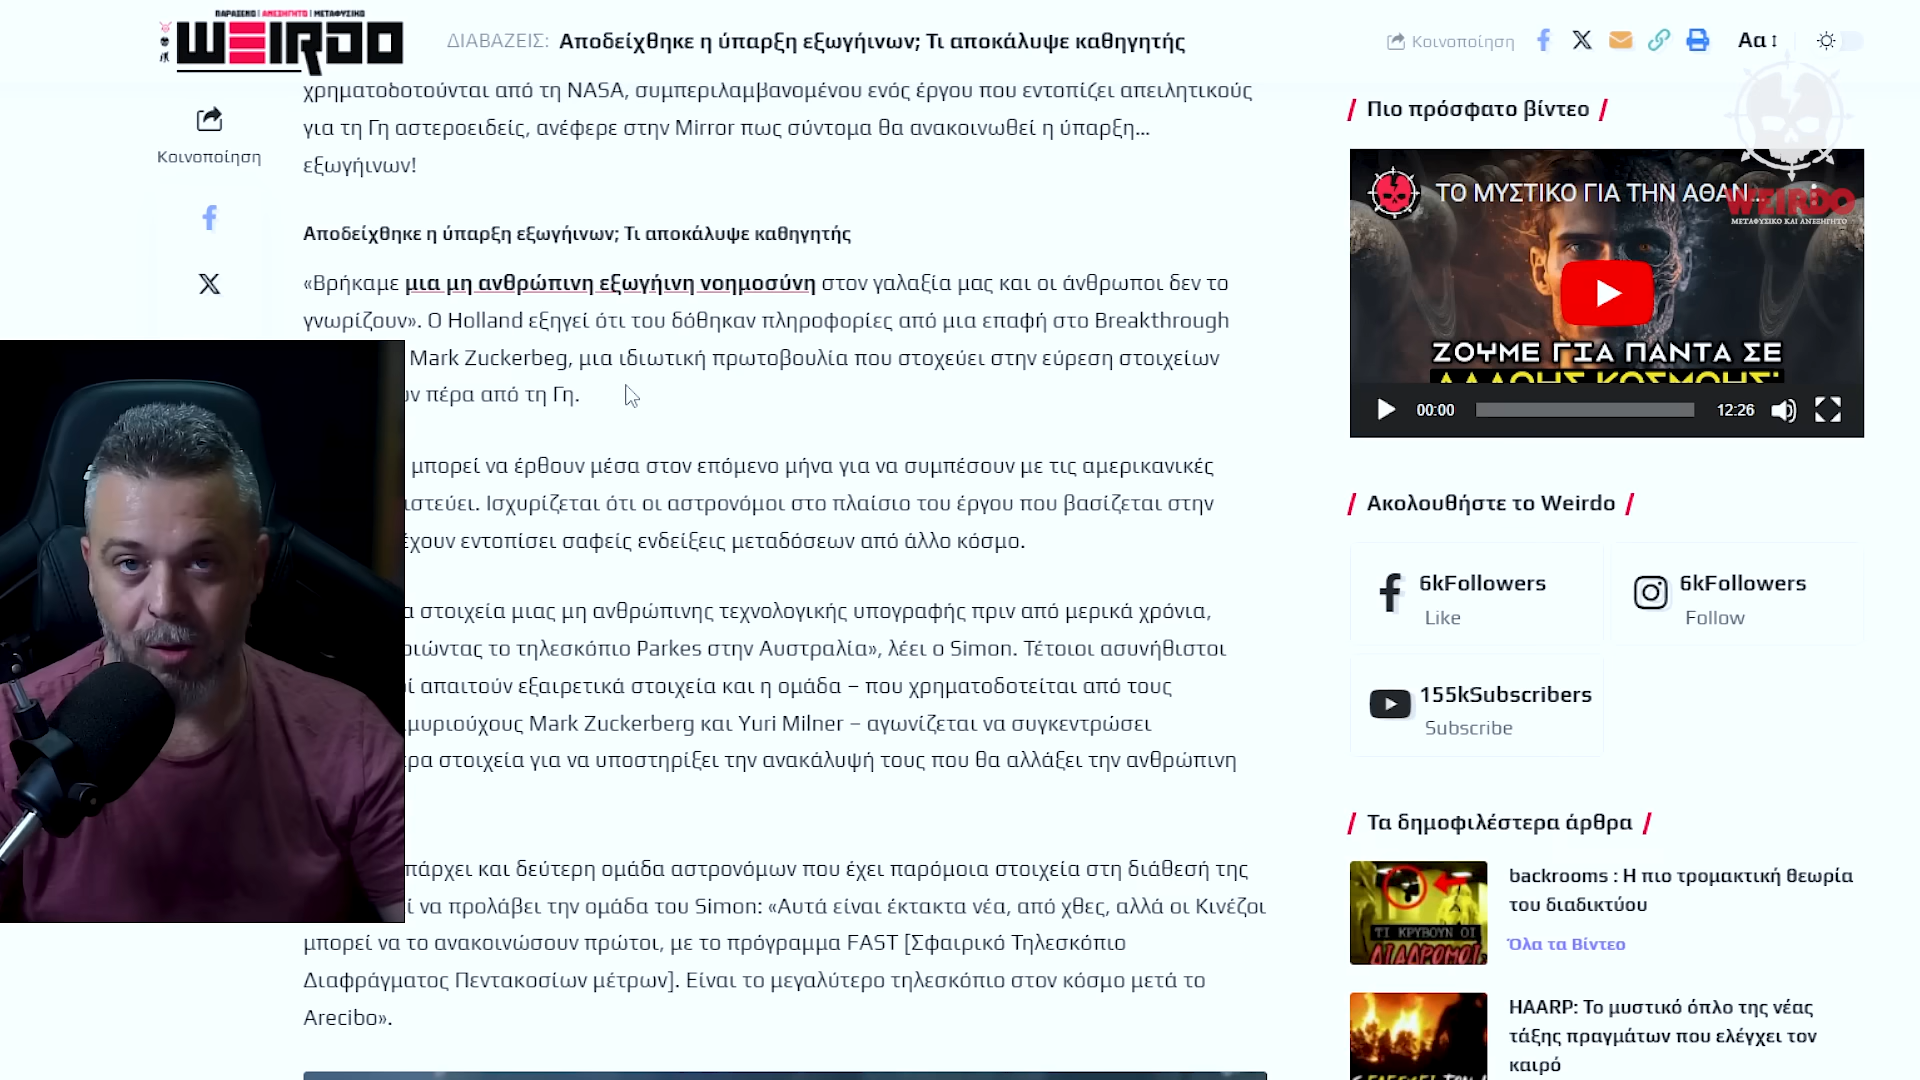 ΠΑΡΑΞΕΝΟ | ΑΝΕΞΗΓΗΤΟ | ΜΕΤΑΦΥΣΙΚΟ
WEIRDO
ΔΙΑΒΑΖΕΙΣ: Αποδείχθηκε η ύπαρξη εξωγήινων; Τι αποκάλυψε καθηγητής
Κοινοποίηση
Aa
χρηματοδοτούνται από τη NASA, συμπεριλαμβανομένου ενός έργου που εντοπίζει απειλητικούς
για τη Γη αστεροειδείς, ανέφερε στην Mirror πως σύντομα θα ανακοινωθεί η ύπαρξη...
εξωγήινων!
Κοινοποίηση
Αποδείχθηκε η ύπαρξη εξωγήινων; Τι αποκάλυψε καθηγητής
«Βρήκαμε μια μη ανθρώπινη εξωγήινη νοημοσύνη στον γαλαξία μας και οι άνθρωποι δεν το
γνωρίζουν». Ο Holland εξηγεί ότι του δόθηκαν πληροφορίες από μια επαφή στο Breakthrough
Mark Zuckerbeg, μια ιδιωτική πρωτοβουλία που στοχεύει στην εύρεση στοιχείων
ν πέρα από τη Γη.
μπορεί να έρθουν μέσα στον επόμενο μήνα για να συμπέσουν με τις αμερικανικές
ιστεύει. Ισχυρίζεται ότι οι αστρονόμοι στο πλαίσιο του έργου που βασίζεται στην
έχουν εντοπίσει σαφείς ενδείξεις μεταδόσεων από άλλο κόσμο.
α στοιχεία μιας μη ανθρώπινης τεχνολογικής υπογραφής πριν από μερικά χρόνια,
οιώντας το τηλεσκόπιο Parkes στην Αυστραλία», λέει ο Simon. Τέτοιοι ασυνήθιστοι
ί απαιτούν εξαιρετικά στοιχεία και η ομάδα – που χρηματοδοτείται από τους
μυριούχους Mark Zuckerberg και Yuri Milner – αγωνίζεται να συγκεντρώσει
ρα στοιχεία για να υποστηρίξει την ανακάλυψή τους που θα αλλάξει την ανθρώπινη
πάρχει και δεύτερη ομάδα αστρονόμων που έχει παρόμοια στοιχεία στη διάθεσή της
ί να προλάβει την ομάδα του Simon: «Αυτά είναι έκτακτα νέα, από χθες, αλλά οι Κινέζοι
μπορεί να το ανακοινώσουν πρώτοι, με το πρόγραμμα FAST [Σφαιρικό Τηλεσκόπιο
Διαφράγματος Πεντακοσίων μέτρων]. Είναι το μεγαλύτερο τηλεσκόπιο στον κόσμο μετά το
Arecibo».
Πιο πρόσφατο βίντεο
ΤΟ ΜΥΣΤΙΚΟ ΓΙΑ ΤΗΝ ΑΘΑΝ...
WEIRDO
ΜΕΤΑΦΥΣΙΚΟ ΚΑΙ ΑΝΕΞΗΓΗΤΟ
ΖΟΥΜΕ ΓΙΑ ΠΑΝΤΑ ΣΕ
ΑΛΛΟΥΣ ΚΟΣΜΟΥΣ;
00:00
12:26
Ακολουθήστε το Weirdo
6kFollowers
Like
6kFollowers
Follow
155kSubscribers
Subscribe
Τα δημοφιλέστερα άρθρα
ΤΙ ΚΡΥΒΟΥΝ ΟΙ
ΔΙΑΔΡΟΜΟΙ
backrooms : Η πιο τρομακτική θεωρία
του διαδικτύου
Όλα τα Βίντεο
HAARP: Το μυστικό όπλο της νέας
τάξης πραγμάτων που ελέγχει τον
καιρό